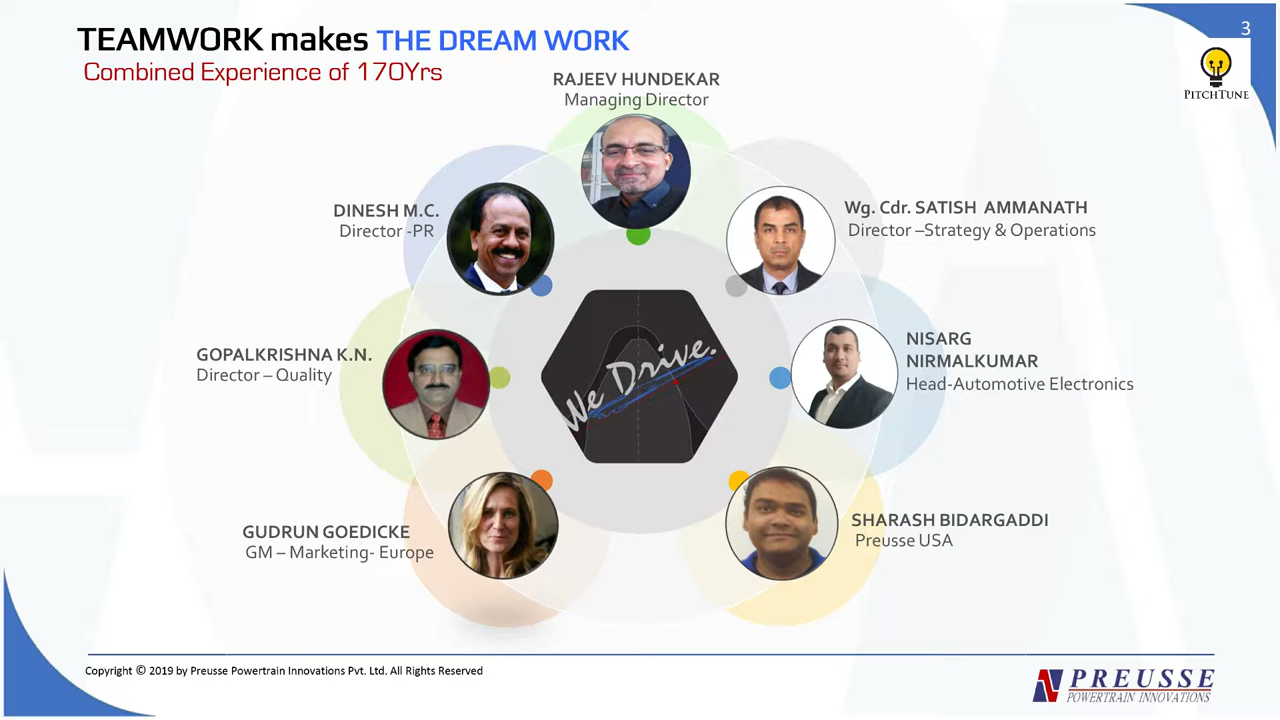 TEAMWORK makes THE DREAM WORK
3
Combined Experience of 170Yrs
PITCHTUNE
RAJEEV HUNDEKAR
Managing Director
DINESH M.C.
Director -PR
Wg. Cdr. SATISH AMMANATH
Director –Strategy & Operations
GOPALKRISHNA K.N.
Director – Quality
We Drive.
NISARG
NIRMALKUMAR
Head-Automotive Electronics
GUDRUN GOEDICKE
GM – Marketing- Europe
SHARASH BIDARGADDI
Preusse USA
Copyright © 2019 by Preusse Powertrain Innovations Pvt. Ltd. All Rights Reserved
PREUSSE
POWERTRAIN INNOVATIONS